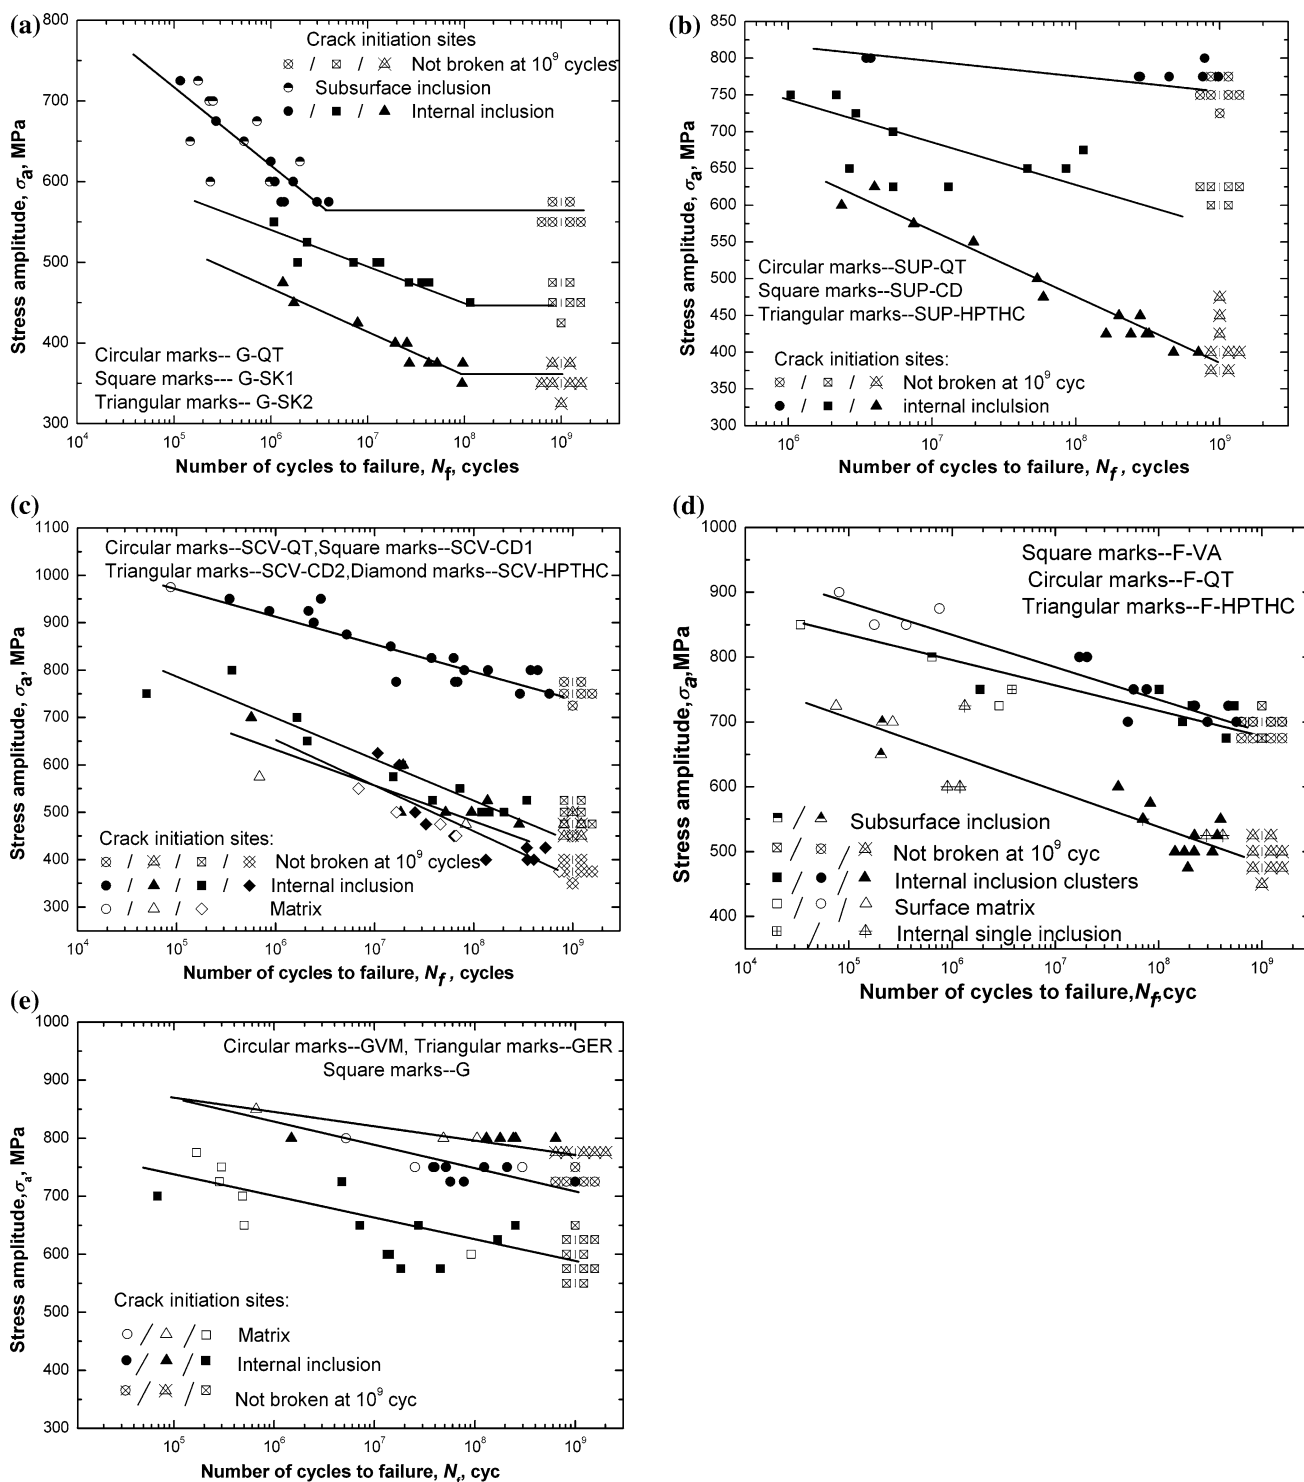 (a)
800
700
600
500
400
300
Stress amplitude, σa, MPa
Crack initiation sites
/ / Not broken at 10⁹ cycles
Subsurface inclusion
/ / Internal inclusion
Circular marks-- G-QT
Square marks--- G-SK1
Triangular marks-- G-SK2
10⁴ 10⁵ 10⁶ 10⁷ 10⁸ 10⁹
Number of cycles to failure, Nf, cycles
(b)
850
800
750
700
650
600
550
500
450
400
350
300
Stress amplitude, σa, MPa
Circular marks--SUP-QT
Square marks--SUP-CD
Triangular marks--SUP-HPTHC
Crack initiation sites:
/ / Not broken at 10⁹ cyc
/ / internal inclulsion
10⁶ 10⁷ 10⁸ 10⁹
Number of cycles to failure, Nf , cycles
(c)
1100
1000
900
800
700
600
500
400
300
Stress amplitude, σa, MPa
Circular marks--SCV-QT,Square marks--SCV-CD1
Triangular marks--SCV-CD2,Diamond marks--SCV-HPTHC
Crack initiation sites:
/ / / Not broken at 10⁹ cycles
/ / / Internal inclusion
/ / / Matrix
10⁴ 10⁵ 10⁶ 10⁷ 10⁸ 10⁹
Number of cycles to failure, Nf , cycles
(d)
1000
900
800
700
600
500
400
Stress amplitude,σa,MPa
Square marks--F-VA
Circular marks--F-QT
Triangular marks--F-HPTHC
/ Subsurface inclusion
/ / Not broken at 10⁹ cyc
/ / Internal inclusion clusters
/ / Surface matrix
/ / Internal single inclusion
10⁴ 10⁵ 10⁶ 10⁷ 10⁸ 10⁹
Number of cycles to failure,Nf,cyc
(e)
1000
900
800
700
600
500
400
300
Stress amplitude,σa, MPa
Circular marks--GVM, Triangular marks--GER
Square marks--G
Crack initiation sites:
/ / Matrix
/ / Internal inclusion
/ / Not broken at 10⁹ cyc
10⁵ 10⁶ 10⁷ 10⁸ 10⁹
Number of cycles to failure, Nf, cyc